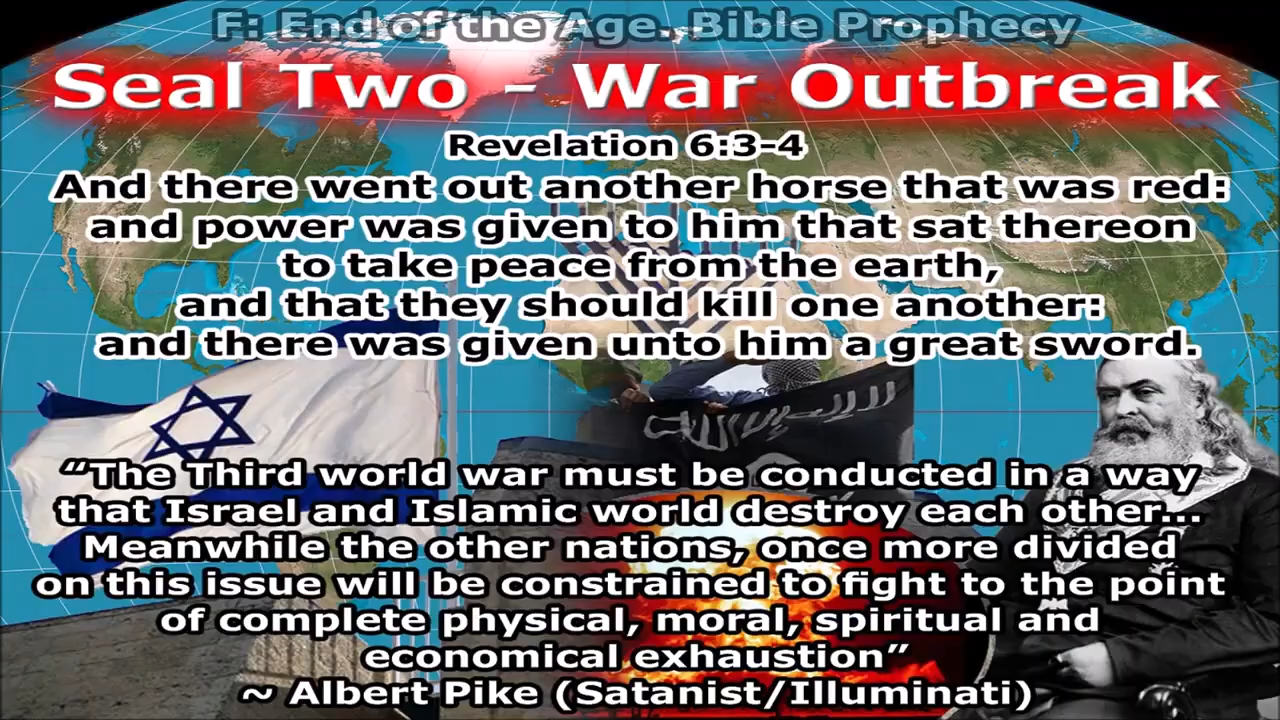 F: End of the Age. Bible Prophecy
Seal Two - War Outbreak
Revelation 6:3-4
And there went out another horse that was red:
and power was given to him that sat thereon
to take peace from the earth,
and that they should kill one another:
and there was given unto him a great sword.
“The Third world war must be conducted in a way
that Israel and Islamic world destroy each other...
Meanwhile the other nations, once more divided
on this issue will be constrained to fight to the point
of complete physical, moral, spiritual and
economical exhaustion”
~ Albert Pike (Satanist/Illuminati)